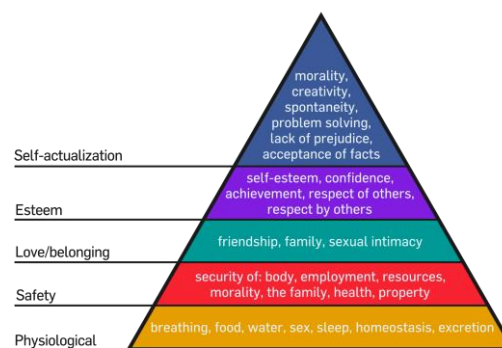 morality,
creativity,
spontaneity,
problem solving,
lack of prejudice,
acceptance of facts
Self-actualization
self-esteem, confidence,
achievement, respect of others,
respect by others
Esteem
friendship, family, sexual intimacy
Love/belonging
security of: body, employment, resources,
morality, the family, health, property
Safety
breathing, food, water, sex, sleep, homeostasis, excretion
Physiological